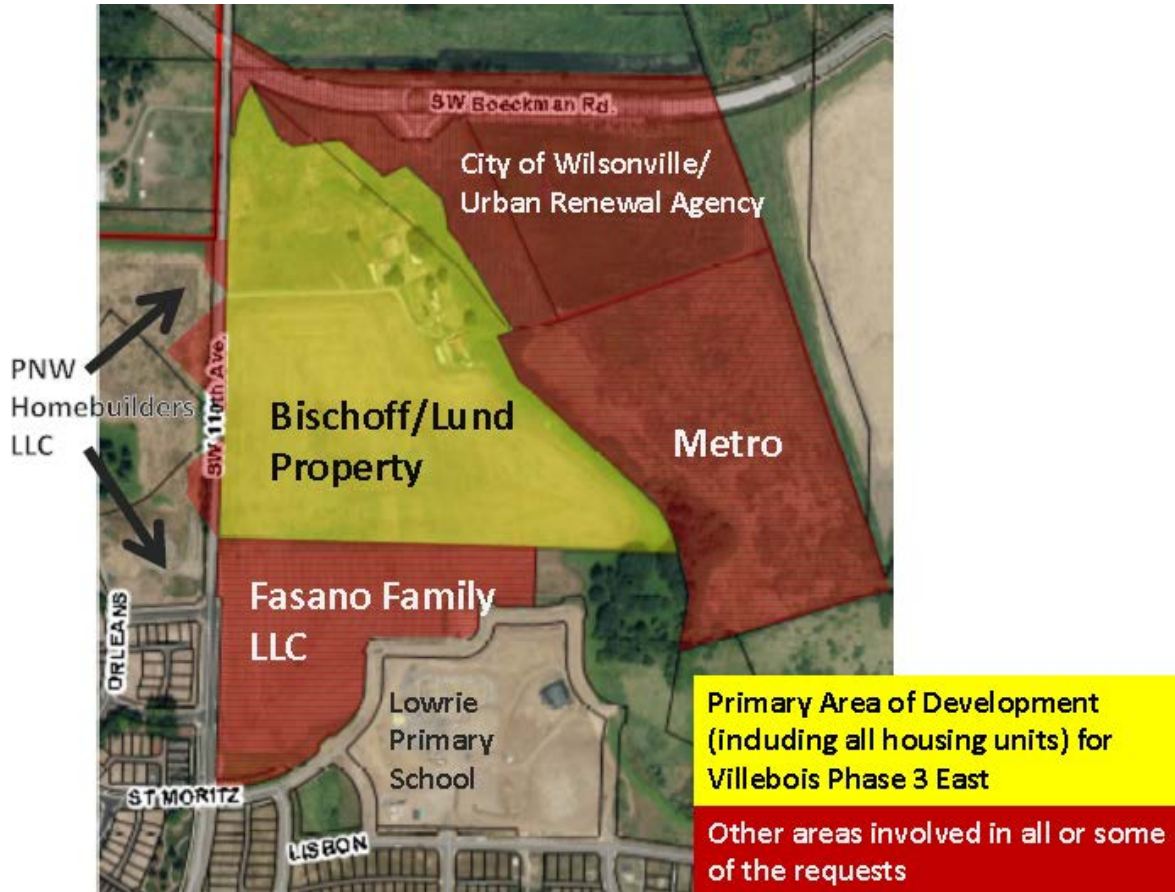 SW Boeckman Rd.
City of Wilsonville/
Urban Renewal Agency
PNW
Homebuilders
LLC
SW 110th Ave.
Bischoff/Lund
Property
Metro
Fasano Family
LLC
ORLEANS
Lowrie
Primary
School
ST MORITZ
LISBON
Primary Area of Development
(including all housing units) for
Villebois Phase 3 East
Other areas involved in all or some
of the requests